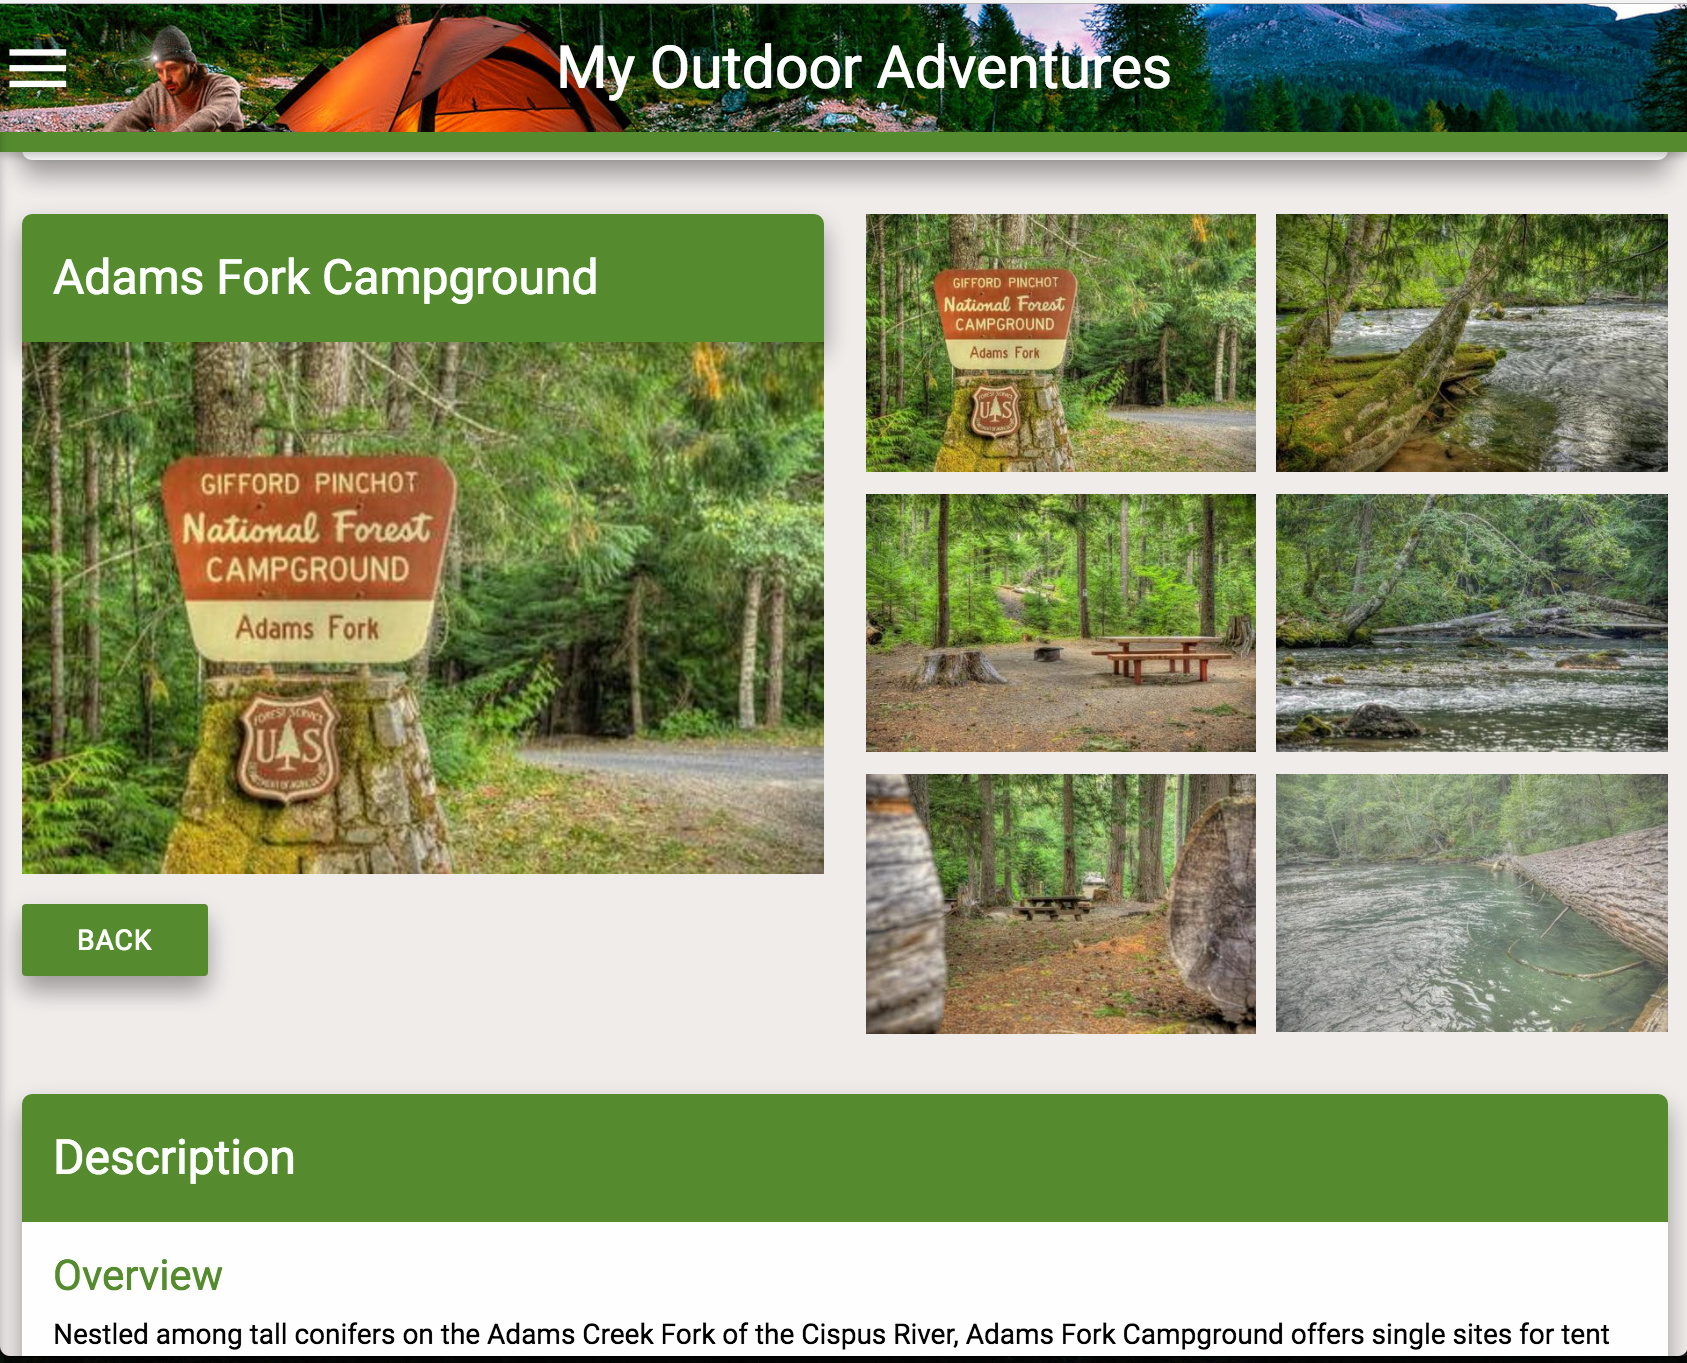 My Outdoor Adventures
Adams Fork Campground
GIFFORD PINCHOT
National Forest
CAMPGROUND
Adams Fork
FOREST SERVICE
U S
DEPARTMENT OF AGRICULTURE
GIFFORD PINCHOT
National Forest
CAMPGROUND
Adams Fork
FOREST SERVICE
U S
BACK
Description
Overview
Nestled among tall conifers on the Adams Creek Fork of the Cispus River, Adams Fork Campground offers single sites for tent